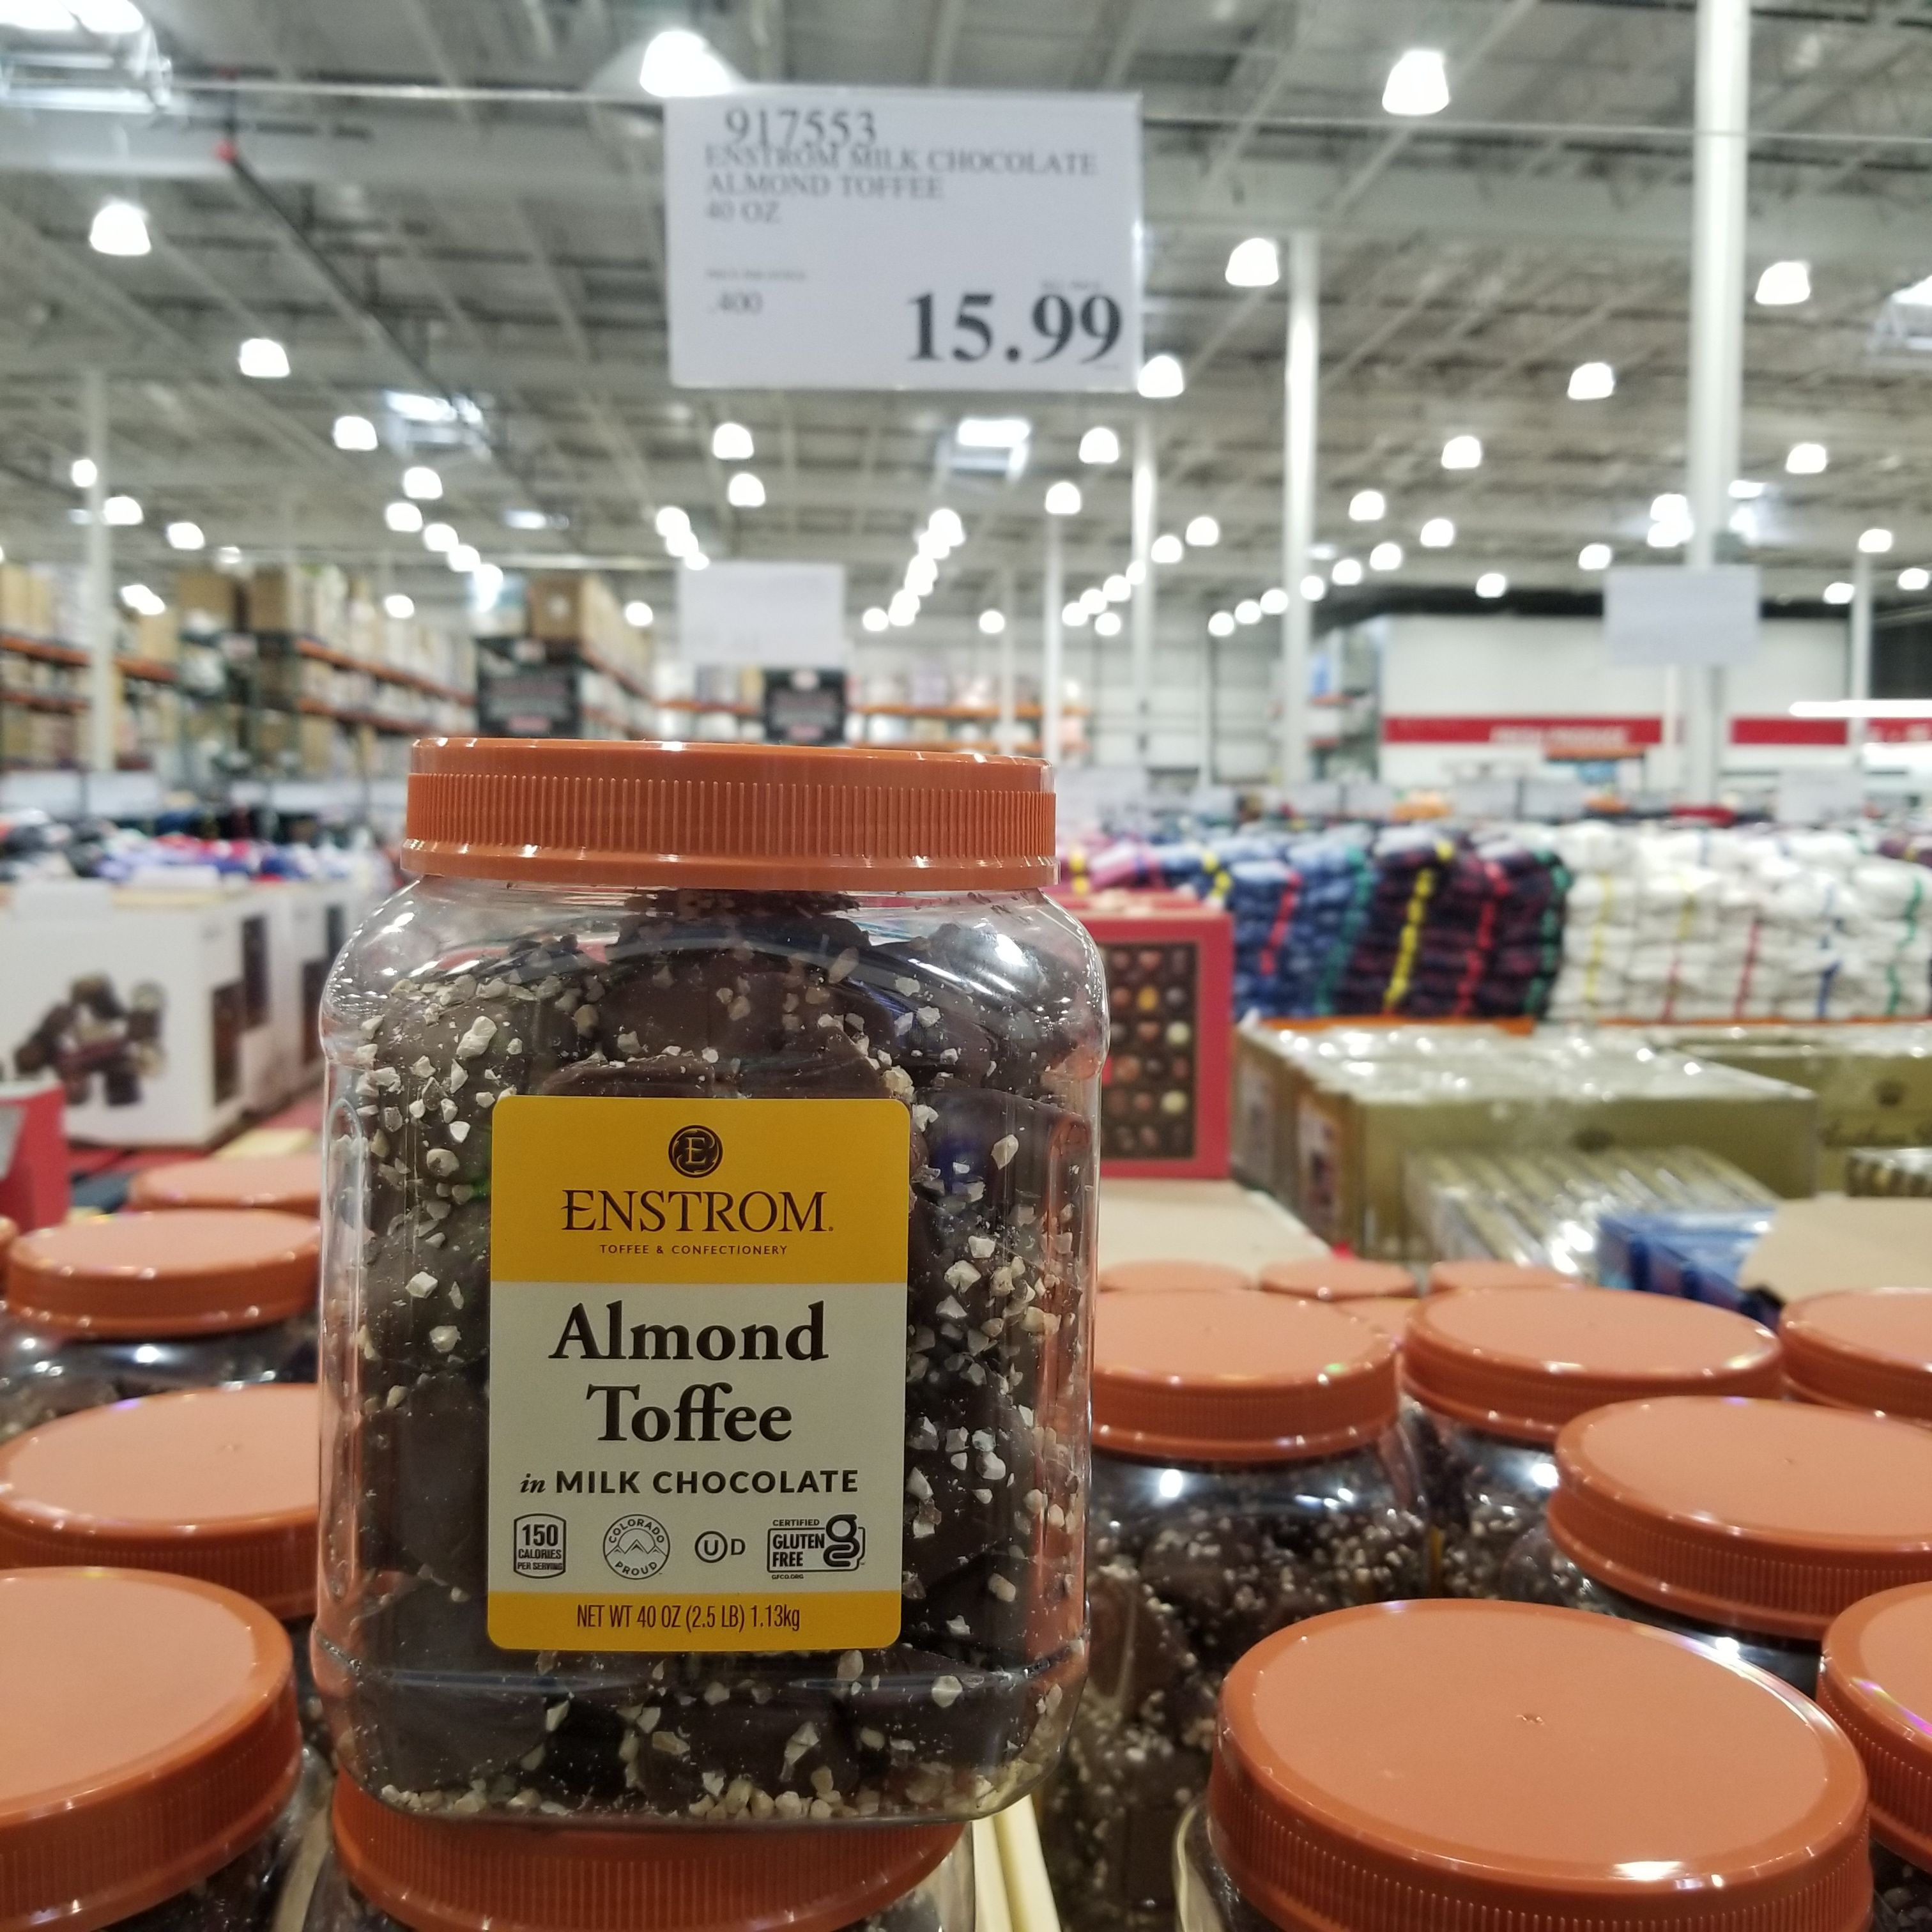 917553
ENSTROM MILK CHOCOLATE
ALMOND TOFFEE
40 OZ
.400
15.99
E
ENSTROM.
TOFFEE & CONFECTIONERY
Almond
Toffee
in MILK CHOCOLATE
150
CALORIES
PER SERVING
COLORADO
PROUD
U D
CERTIFIED
GLUTEN
FREE
GFCO.ORG
NET WT 40 OZ (2.5 LB) 1.13kg